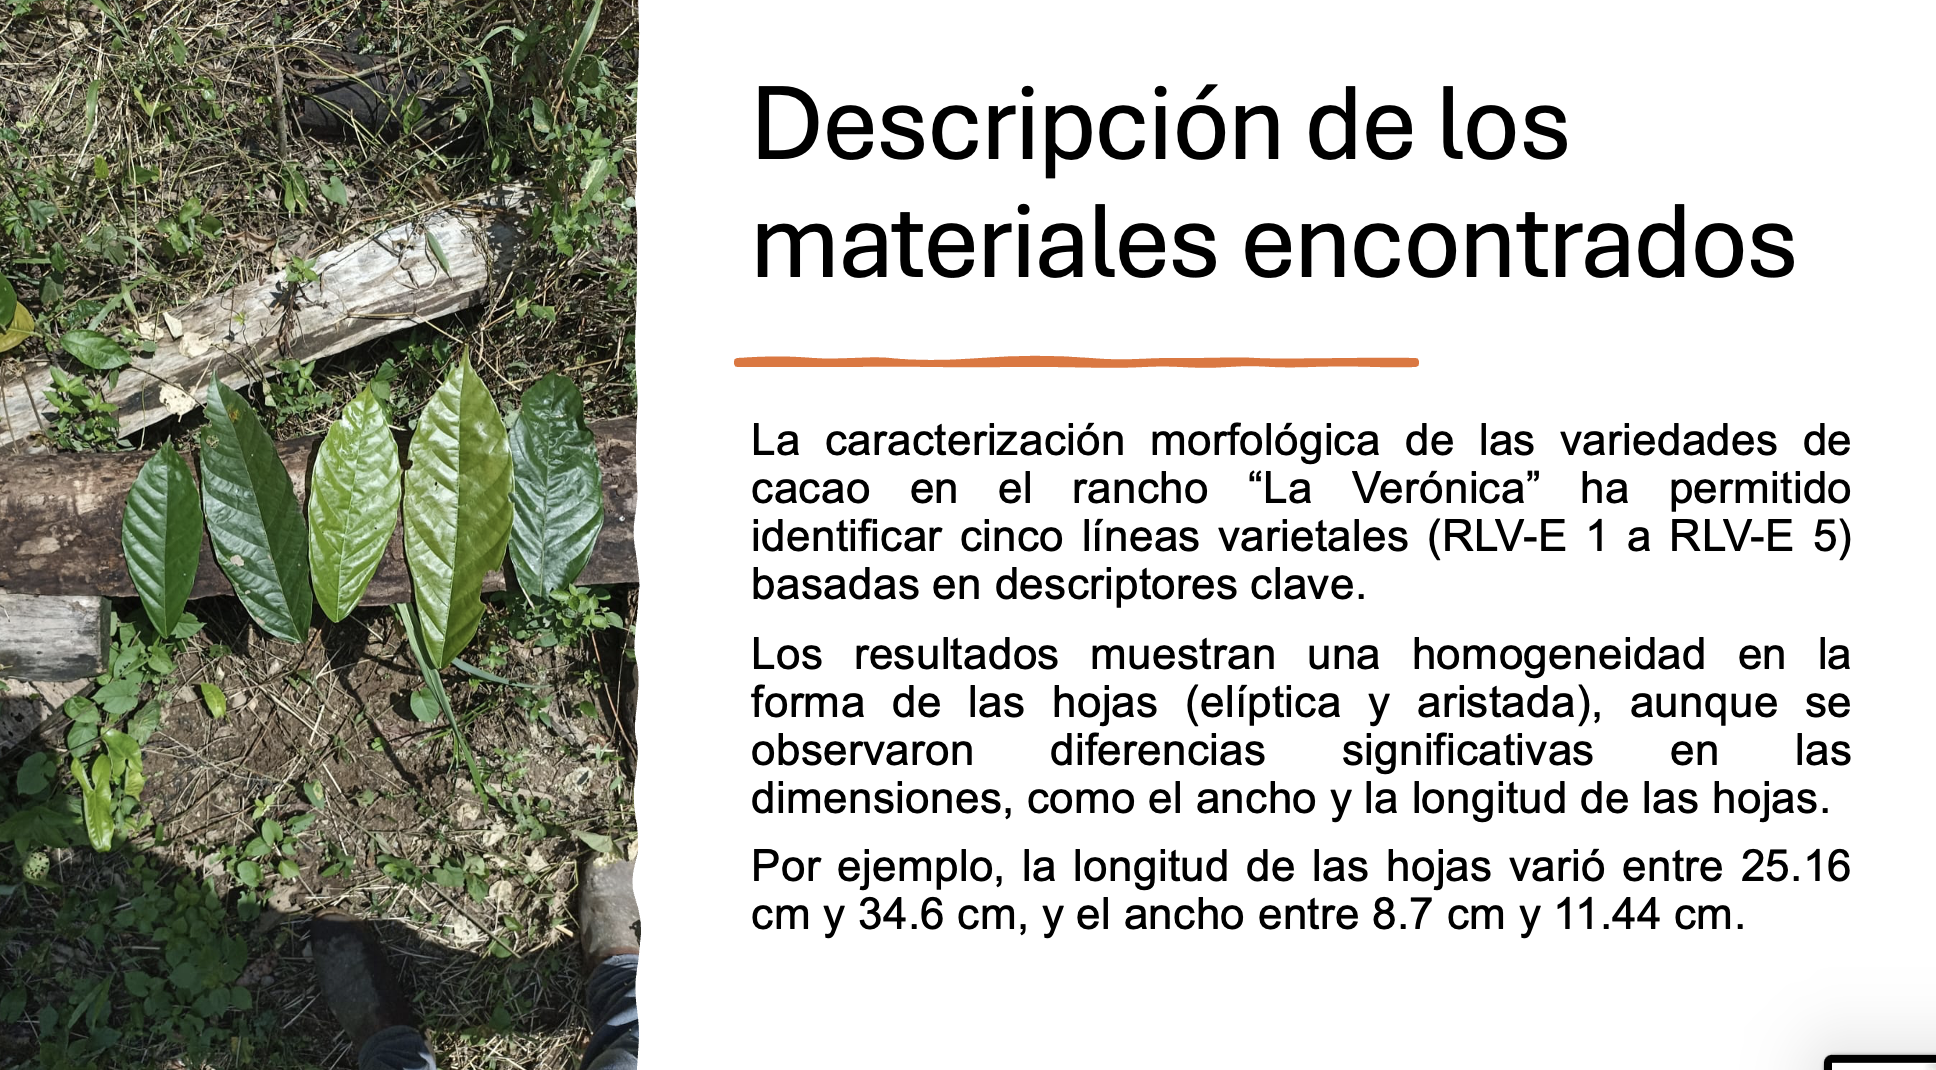 Descripción de los
materiales encontrados
La caracterización morfológica de las variedades de
cacao en el rancho “La Verónica” ha permitido
identificar cinco líneas varietales (RLV-E 1 a RLV-E 5)
basadas en descriptores clave.
Los resultados muestran una homogeneidad en la
forma de las hojas (elíptica y aristada), aunque se
observaron diferencias significativas en las
dimensiones, como el ancho y la longitud de las hojas.
Por ejemplo, la longitud de las hojas varió entre 25.16
cm y 34.6 cm, y el ancho entre 8.7 cm y 11.44 cm.